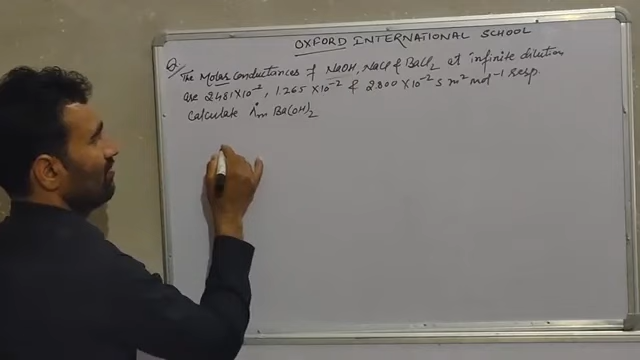 OXFORD INTERNATIONAL SCHOOL
Q/ The Molar conductances of NaOH, NaCl & BaCl2 at infinite dilution
are 2.481×10⁻², 1.265 ×10⁻² & 2.800 ×10⁻² S m² mol⁻¹ resp.
Calculate λ°m Ba(OH)2